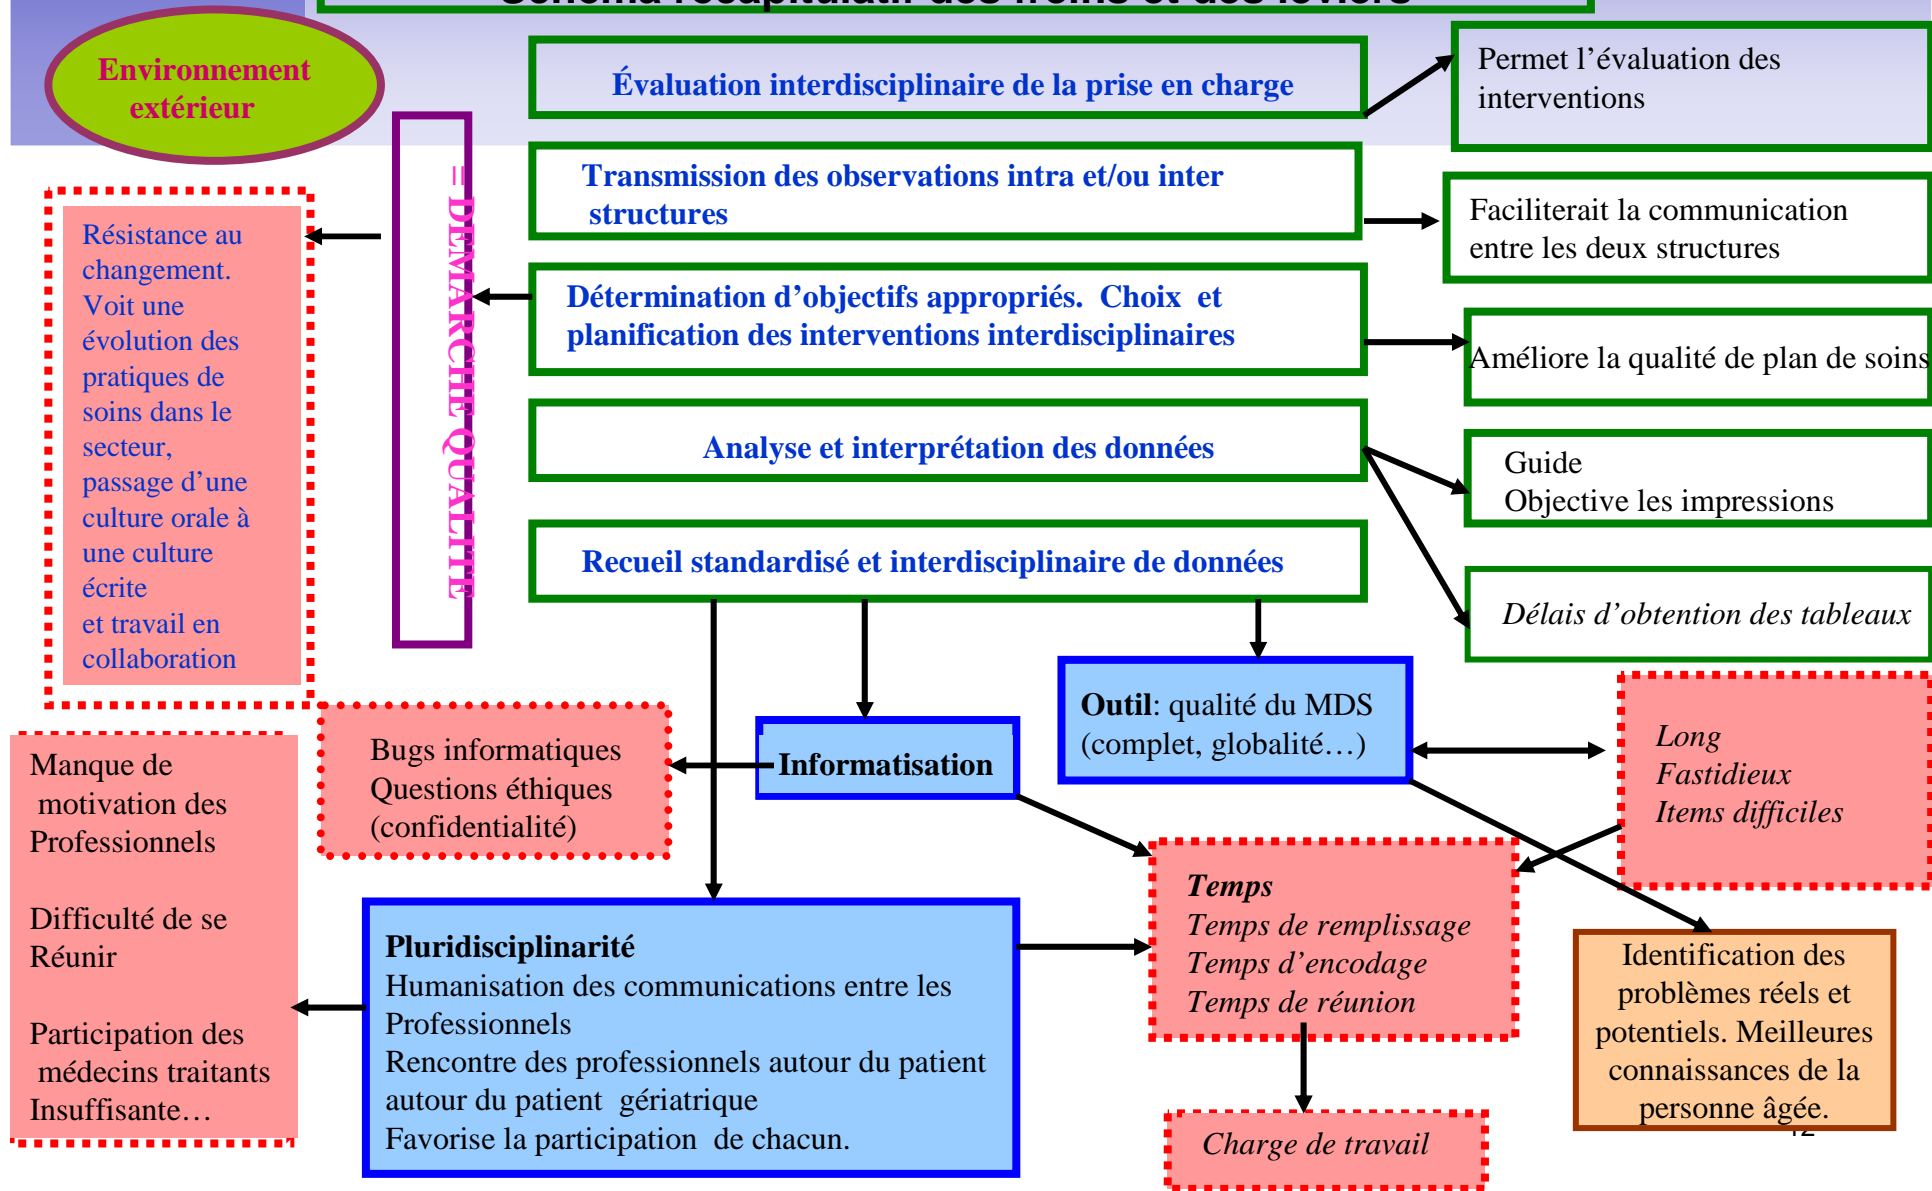 Schéma récapitulatif des freins et des leviers
Environnement
extérieur
Évaluation interdisciplinaire de la prise en charge
Permet l’évaluation des
interventions
= DEMARCHE QUALITE
Transmission des observations intra et/ou inter
structures
Faciliterait la communication
entre les deux structures
Résistance au
changement.
Voit une
évolution des
pratiques de
soins dans le
secteur,
passage d’une
culture orale à
une culture
écrite
et travail en
collaboration
Détermination d’objectifs appropriés. Choix et
planification des interventions interdisciplinaires
Améliore la qualité de plan de soins
Analyse et interprétation des données
Guide
Objective les impressions
Recueil standardisé et interdisciplinaire de données
Délais d’obtention des tableaux
Outil: qualité du MDS
(complet, globalité…)
Long
Fastidieux
Items difficiles
Informatisation
Bugs informatiques
Questions éthiques
(confidentialité)
Manque de
motivation des
Professionnels
Difficulté de se
Réunir
Participation des
médecins traitants
Insuffisante…
Pluridisciplinarité
Humanisation des communications entre les
Professionnels
Rencontre des professionnels autour du patient
autour du patient gériatrique
Favorise la participation de chacun.
Temps
Temps de remplissage
Temps d’encodage
Temps de réunion
Identification des
problèmes réels et
potentiels. Meilleures
connaissances de la
personne âgée.
Charge de travail